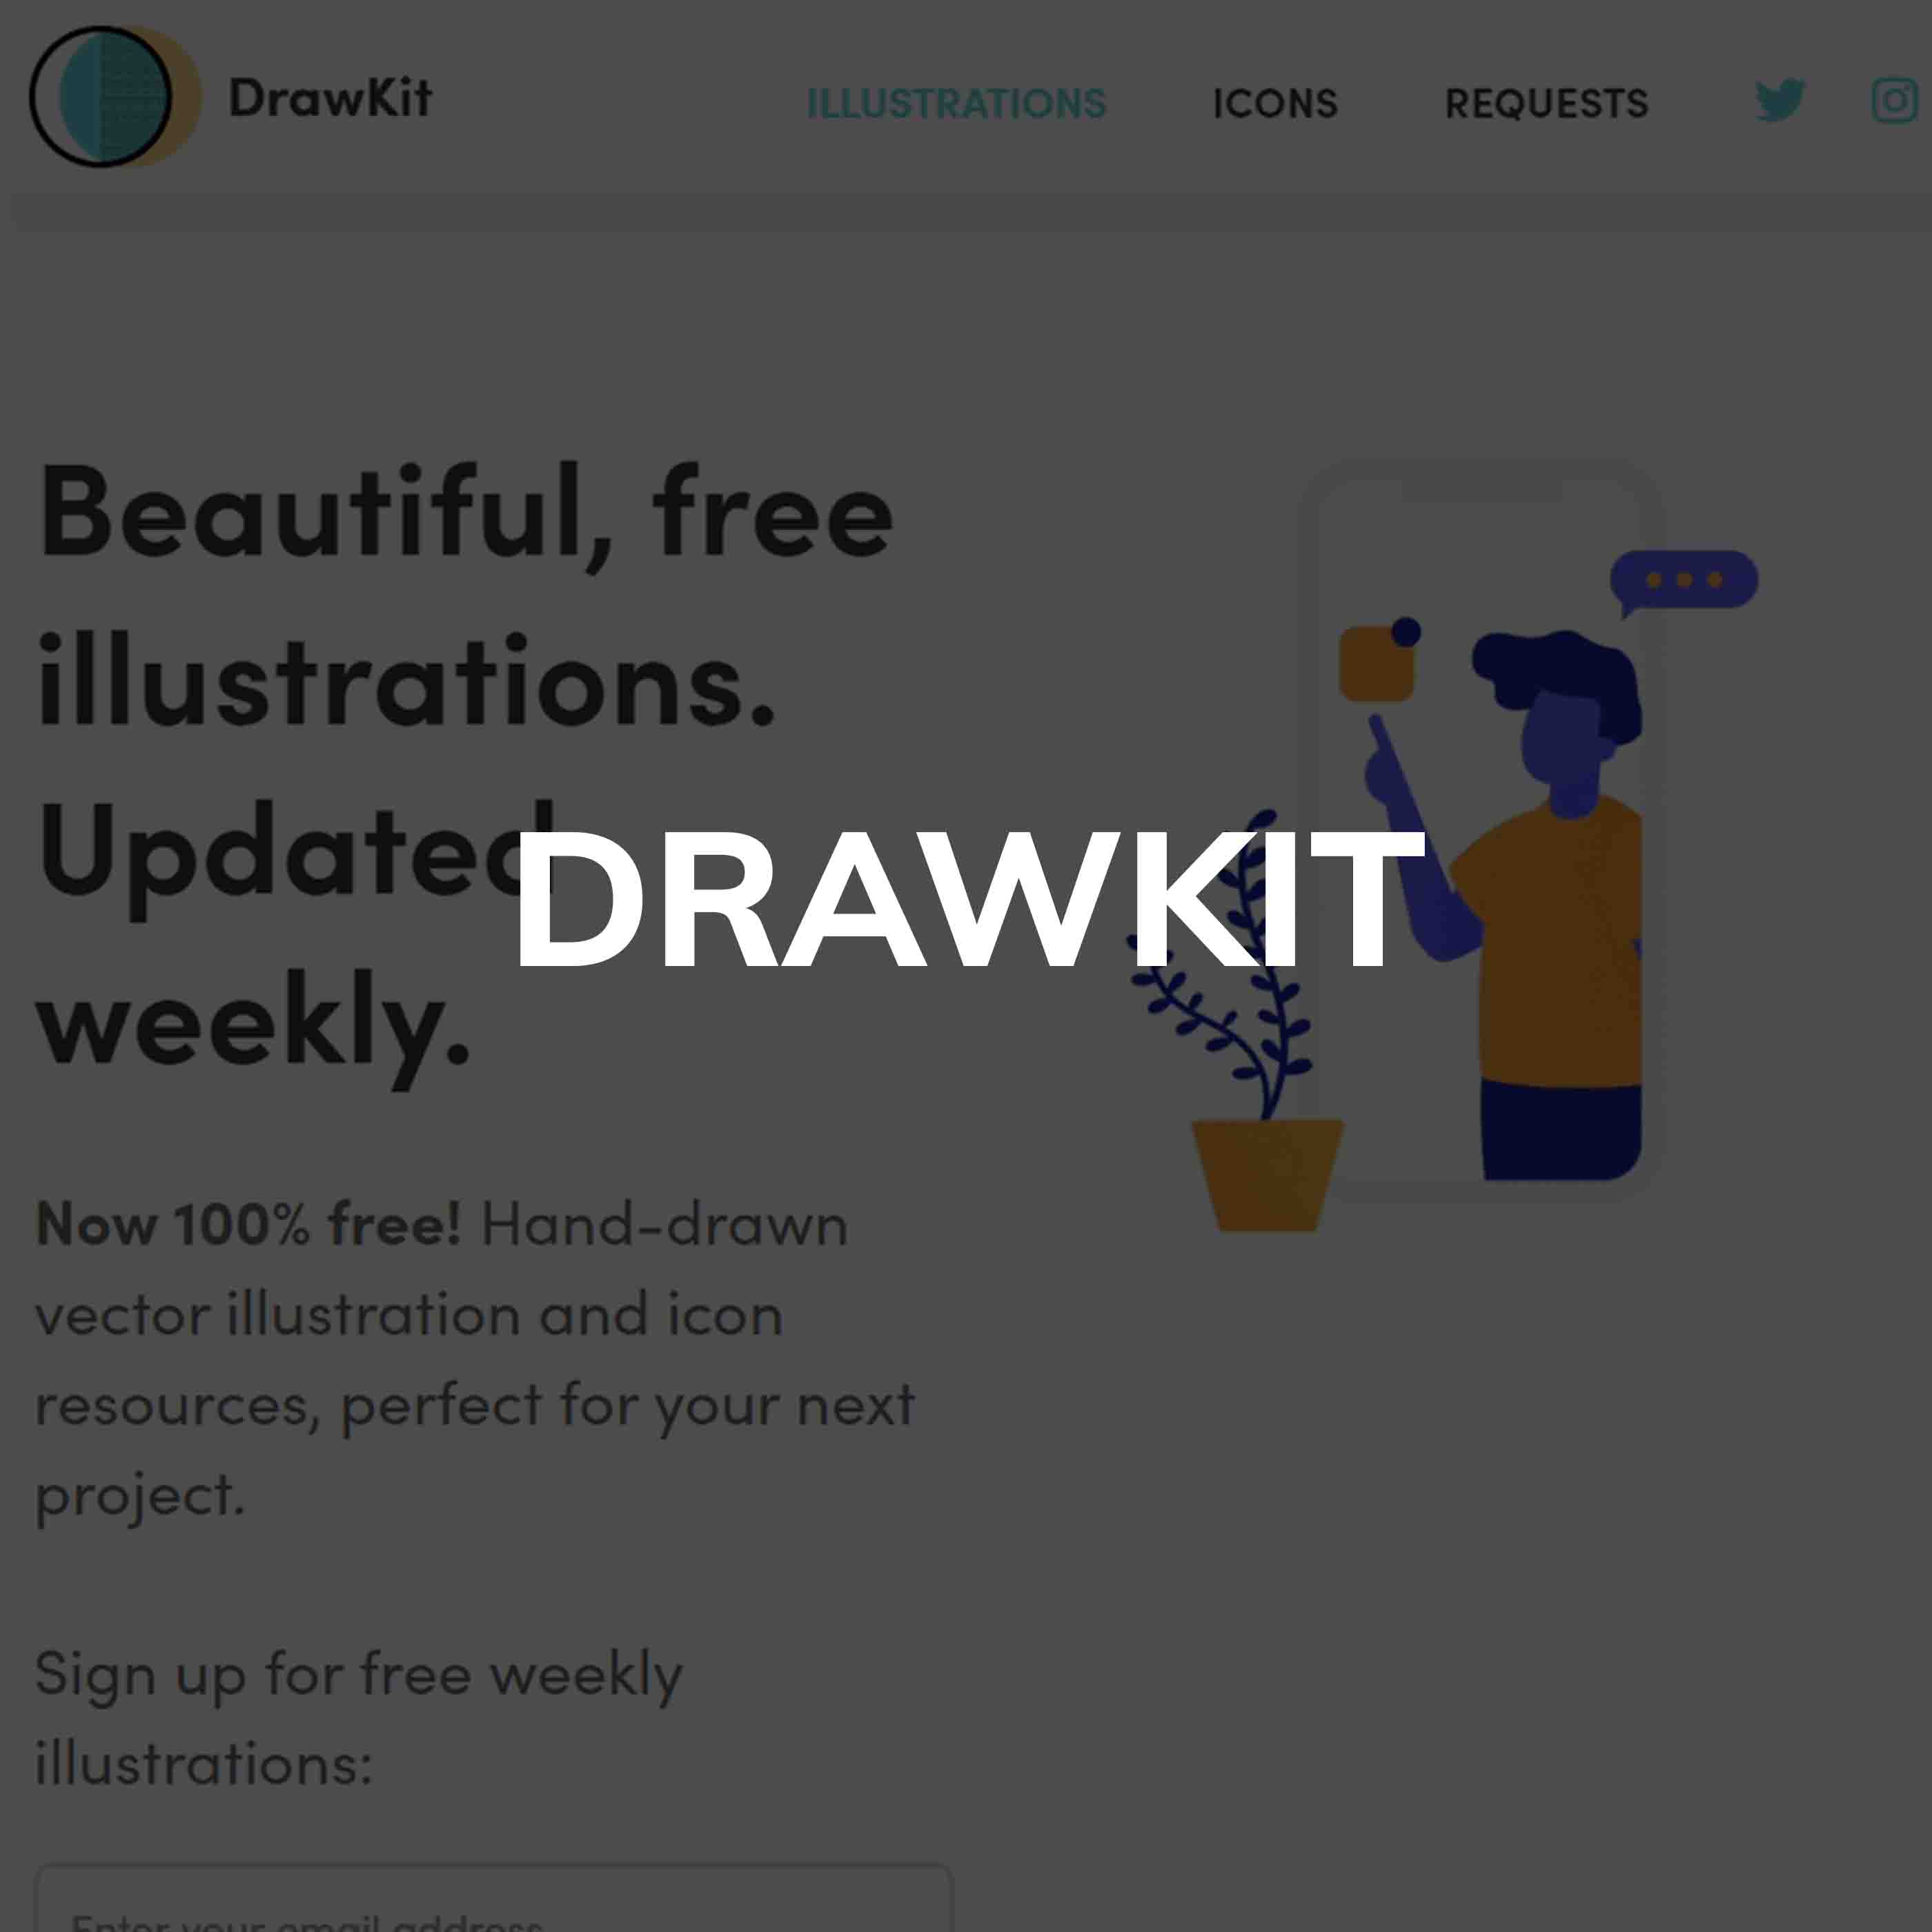 DrawKit
ILLUSTRATIONS
ICONS
REQUESTS
Beautiful, free
illustrations.
Updated
weekly.
DRAWKIT
Now 100% free! Hand-drawn
vector illustration and icon
resources, perfect for your next
project.
Sign up for free weekly
illustrations:
Enter your email address